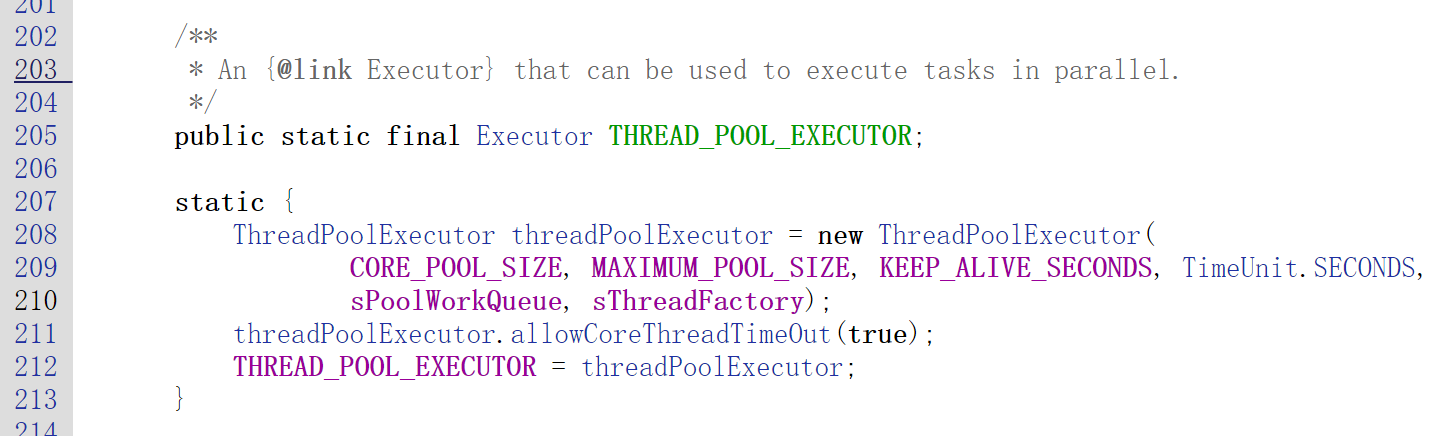 201
202 /**
203 * An {@link Executor} that can be used to execute tasks in parallel.
204 */
205 public static final Executor THREAD_POOL_EXECUTOR;
206
207 static {
208 ThreadPoolExecutor threadPoolExecutor = new ThreadPoolExecutor(
209 CORE_POOL_SIZE, MAXIMUM_POOL_SIZE, KEEP_ALIVE_SECONDS, TimeUnit.SECONDS,
210 sPoolWorkQueue, sThreadFactory);
211 threadPoolExecutor.allowCoreThreadTimeOut(true);
212 THREAD_POOL_EXECUTOR = threadPoolExecutor;
213 }
214